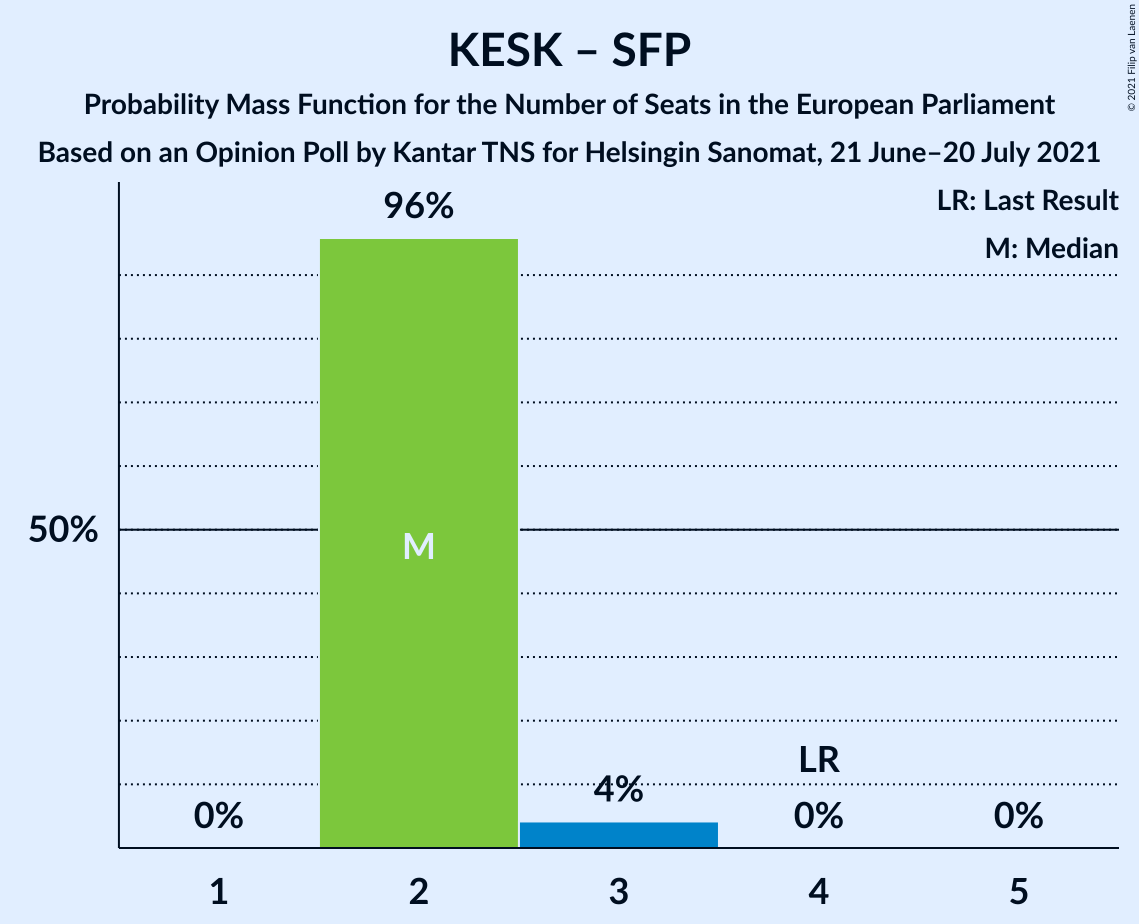 KESK – SFP
Probability Mass Function for the Number of Seats in the European Parliament
Based on an Opinion Poll by Kantar TNS for Helsingin Sanomat, 21 June–20 July 2021
© 2021 Filip van Laenen
LR: Last Result
M: Median
96%
50%
M
LR
0%
4%
0%
0%
1
2
3
4
5